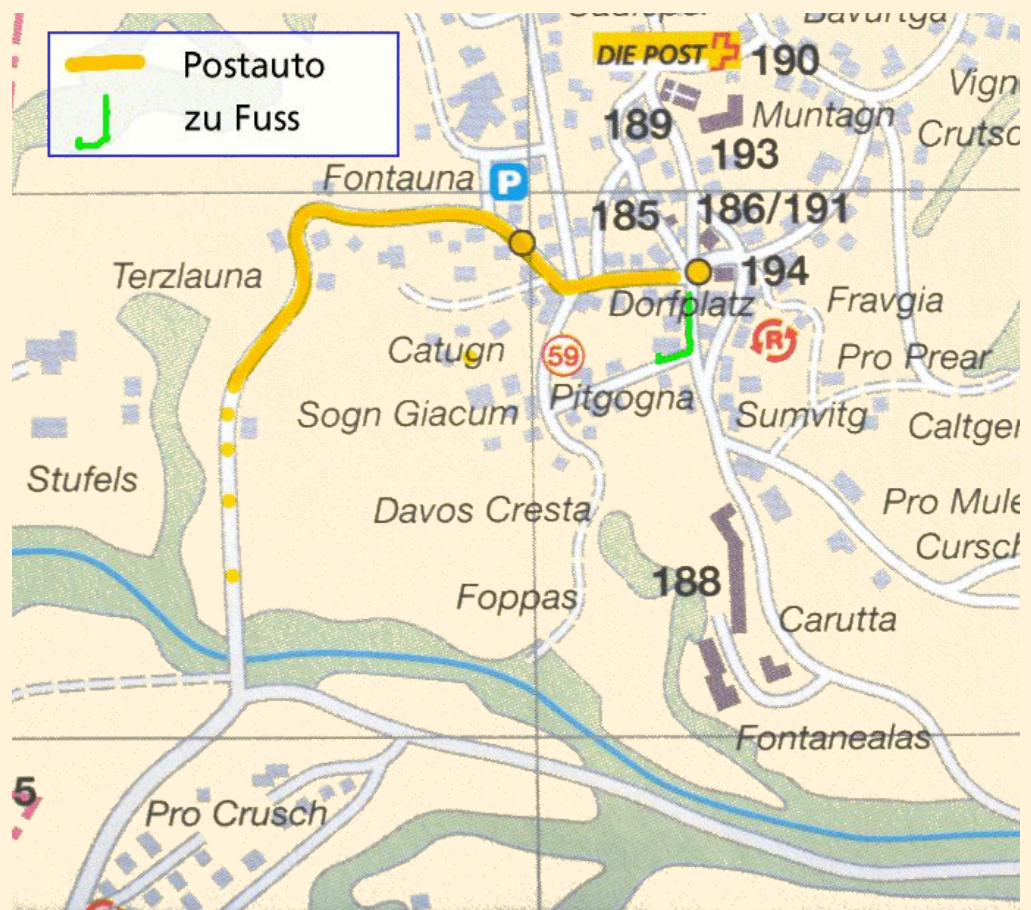 Postauto
zu Fuss
DIE POST
190
Vign
189
Muntagn
Crutsc
193
Fontauna
P
185
186/191
Terzlauna
194
Dorfplatz
Fravgia
Catugn
59
R
Pro Prear
Sogn Giacum
Pitgogna
Sumvitg
Caltger
Stufels
Davos Cresta
Pro Mule
Cursch
Foppas
188
Carutta
Fontanealas
5
Pro Crusch